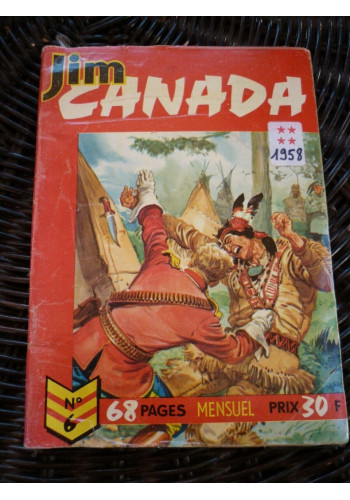 Jim
CANADA
1958
N°
6
68 PAGES MENSUEL PRIX 30 F